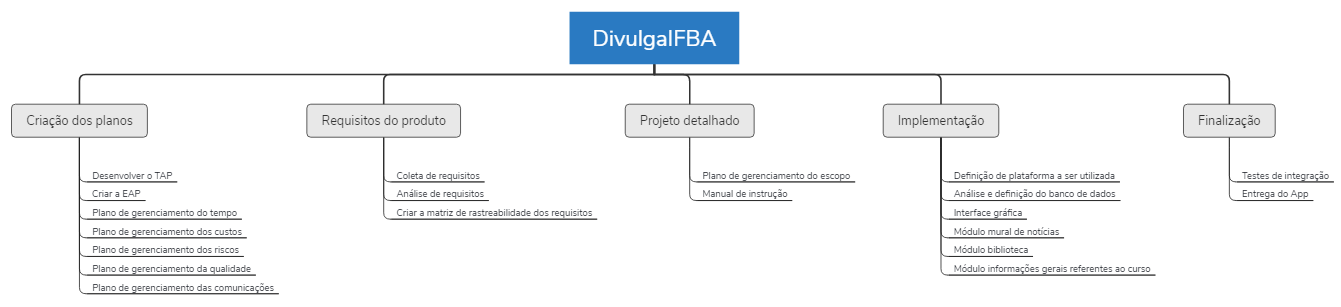 DivulgaIFBA
Criação dos planos
Desenvolver o TAP
Criar a EAP
Plano de gerenciamento do tempo
Plano de gerenciamento dos custos
Plano de gerenciamento dos riscos
Plano de gerenciamento da qualidade
Plano de gerenciamento das comunicações
Requisitos do produto
Coleta de requisitos
Análise de requisitos
Criar a matriz de rastreabilidade dos requisitos
Projeto detalhado
Plano de gerenciamento do escopo
Manual de instrução
Implementação
Definição de plataforma a ser utilizada
Análise e definição do banco de dados
Interface gráfica
Módulo mural de notícias
Módulo biblioteca
Módulo informações gerais referentes ao curso
Finalização
Testes de integração
Entrega do App